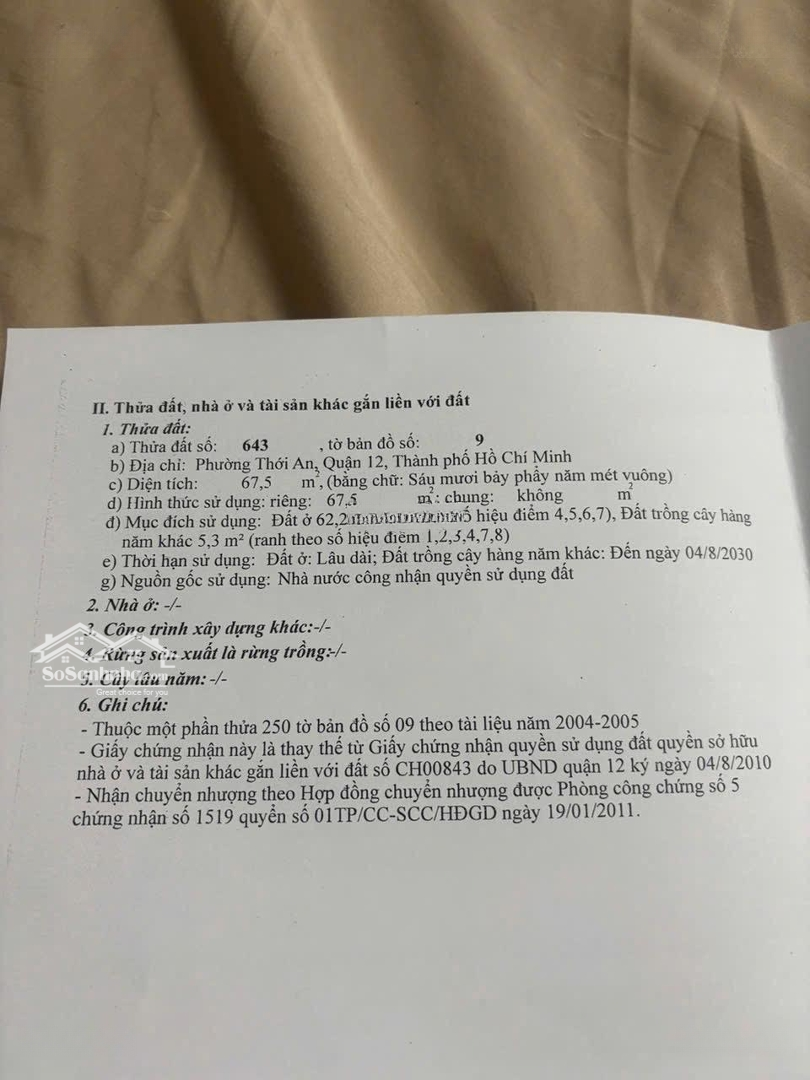 II. Thửa đất, nhà ở và tài sản khác gắn liền với đất
1. Thửa đất:
a) Thửa đất số: 643 , tờ bản đồ số: 9
b) Địa chỉ: Phường Thới An, Quận 12, Thành phố Hồ Chí Minh
c) Diện tích: 67,5 m², (bằng chữ: Sáu mươi bảy phẩy năm mét vuông)
d) Hình thức sử dụng: riêng: 67,5 m²: chung: không m²
đ) Mục đích sử dụng: Đất ở 62,2 hiệu điểm 4,5,6,7), Đất trồng cây hàng
năm khác 5,3 m² (ranh theo số hiệu điểm 1,2,3,4,7,8)
e) Thời hạn sử dụng: Đất ở: Lâu dài; Đất trồng cây hàng năm khác: Đến ngày 04/8/2030
g) Nguồn gốc sử dụng: Nhà nước công nhận quyền sử dụng đất
2. Nhà ở: -/-
3. Công trình xây dựng khác:-/-
4. Rừng sản xuất là rừng trồng:-/-
5. Cây lâu năm: -/-
6. Ghi chú:
- Thuộc một phần thửa 250 tờ bản đồ số 09 theo tài liệu năm 2004-2005
- Giấy chứng nhận này là thay thế từ Giấy chứng nhận quyền sử dụng đất quyền sở hữu
nhà ở và tài sản khác gắn liền với đất số CH00843 do UBND quận 12 ký ngày 04/8/2010
- Nhận chuyển nhượng theo Hợp đồng chuyển nhượng được Phòng công chứng số 5
chứng nhận số 1519 quyển số 01TP/CC-SCC/HĐGD ngày 19/01/2011.
Great choice for you